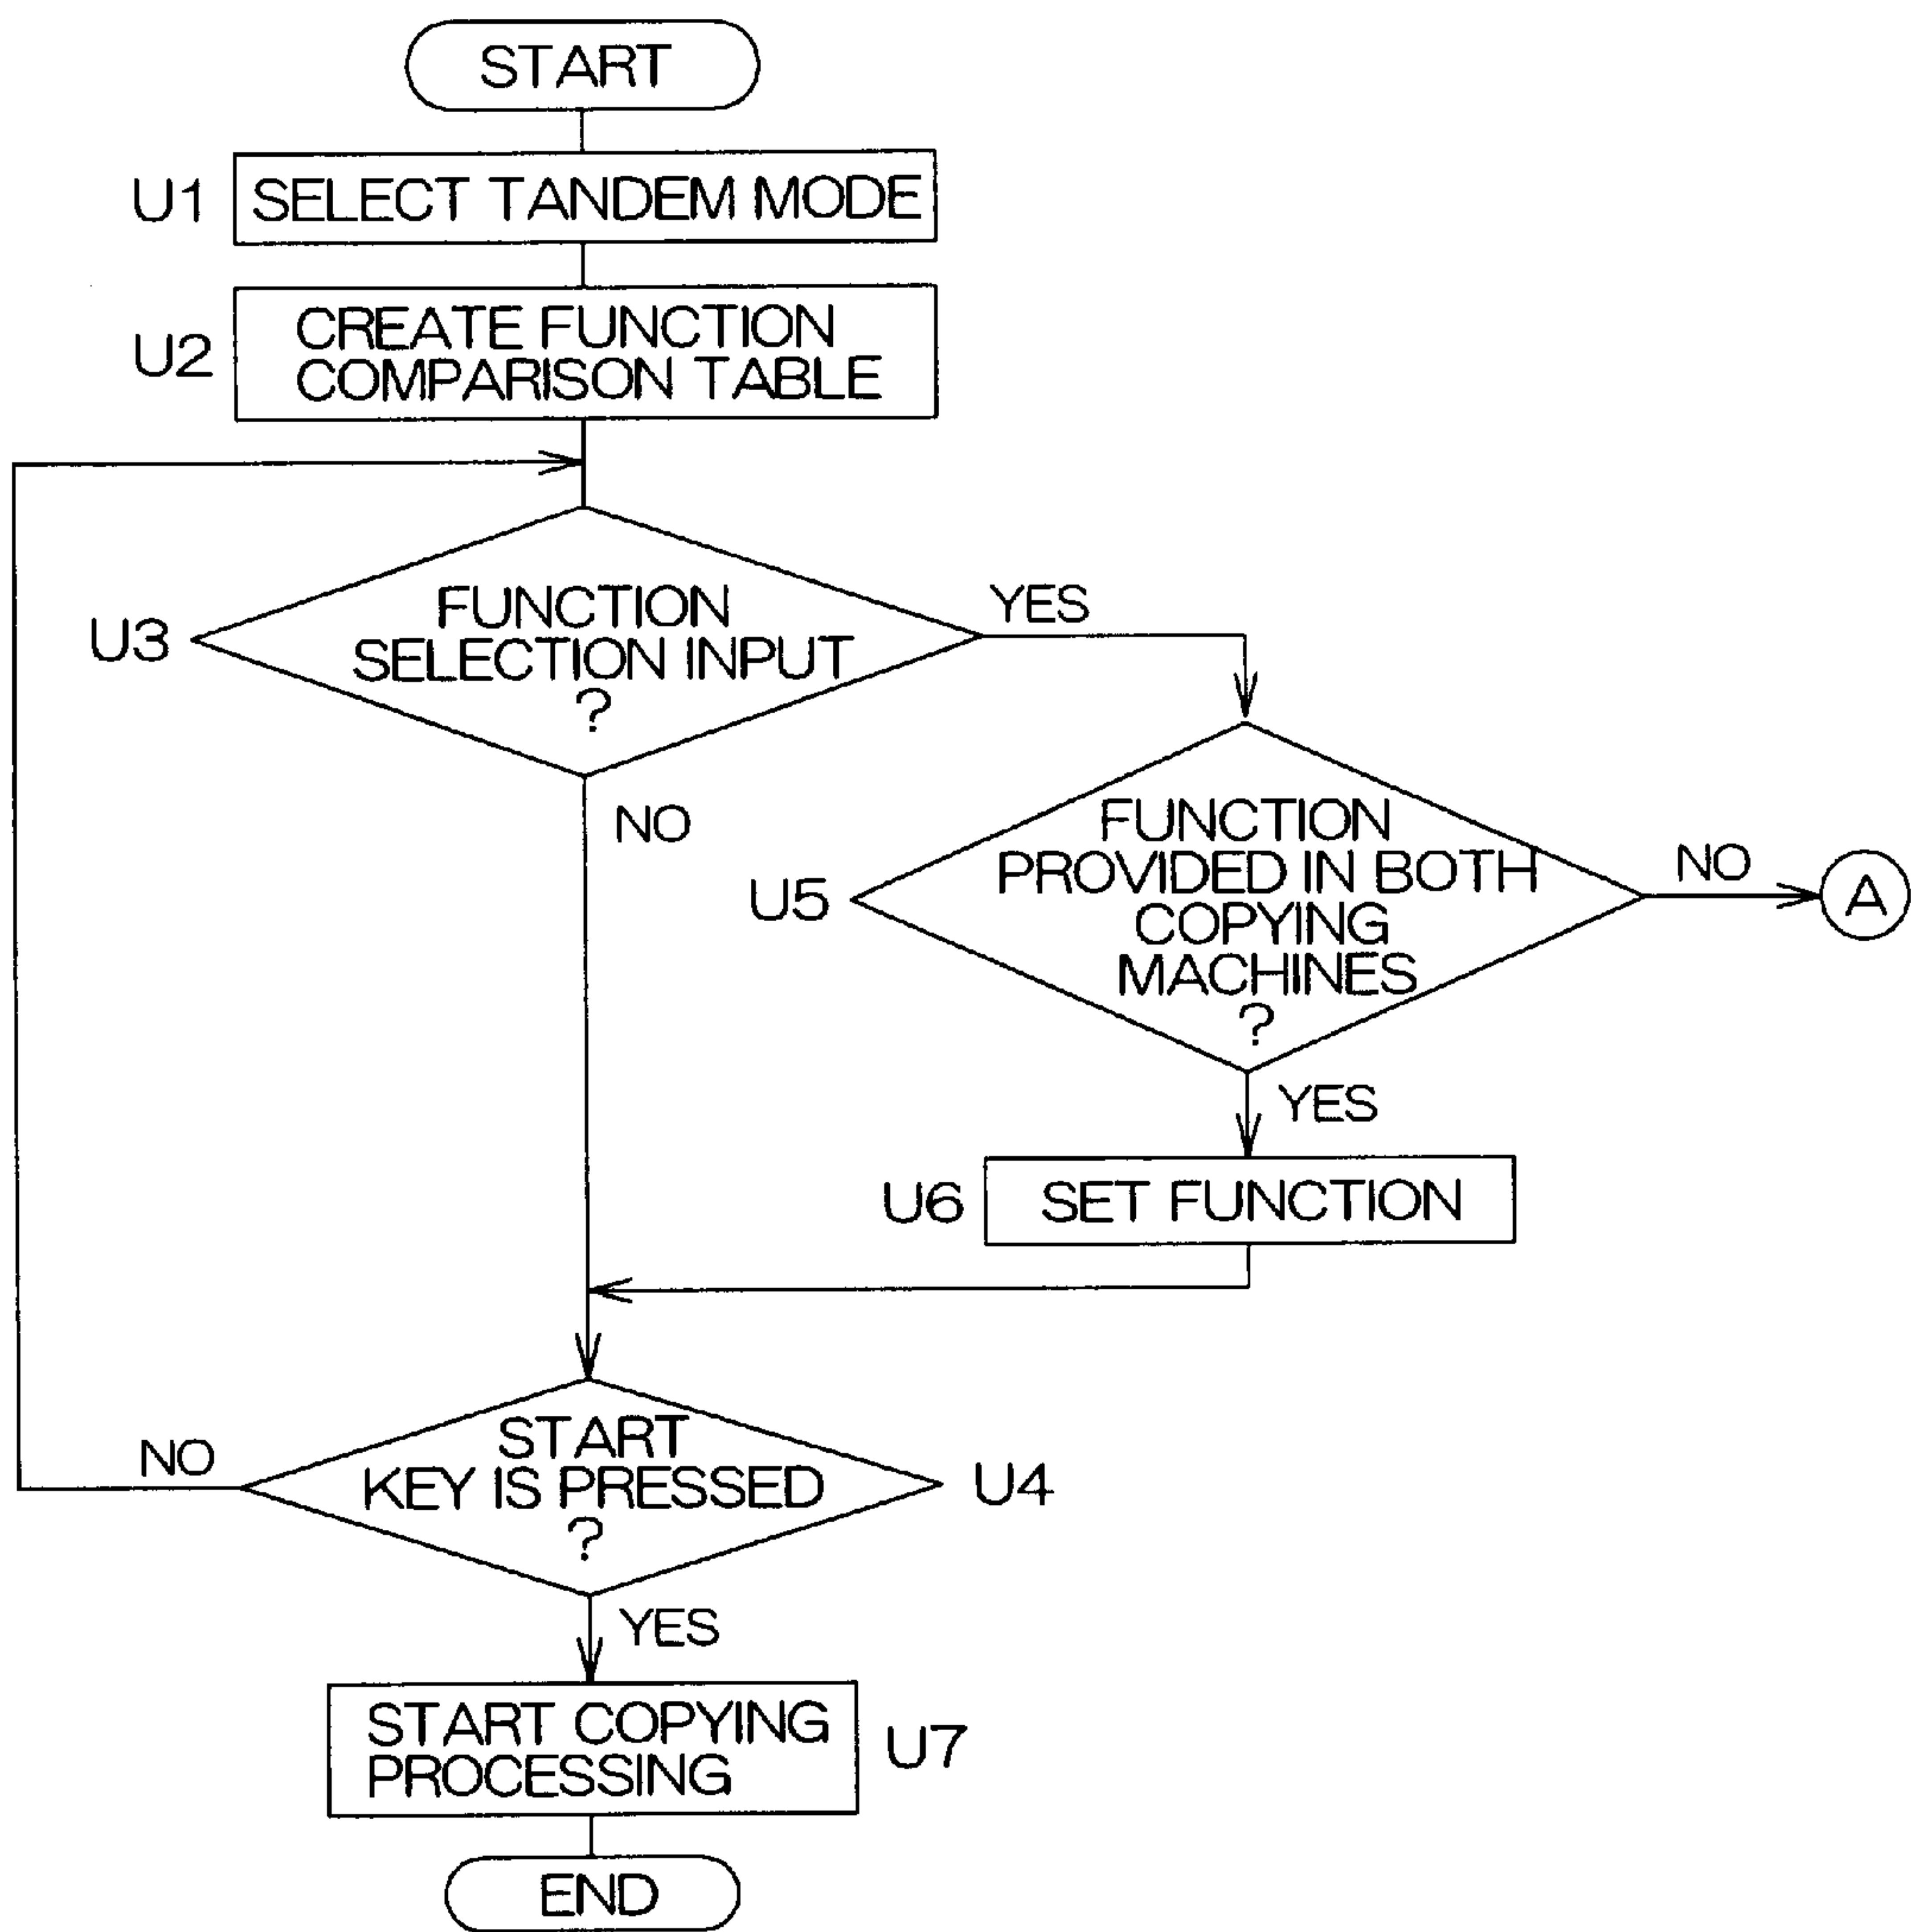 START
U1
SELECT TANDEM MODE
U2
CREATE FUNCTION
COMPARISON TABLE
U3
FUNCTION
SELECTION INPUT
?
YES
NO
U5
FUNCTION
PROVIDED IN BOTH
COPYING
MACHINES
?
NO
A
YES
U6
SET FUNCTION
NO
START
KEY IS PRESSED
?
U4
YES
START COPYING
PROCESSING
U7
END